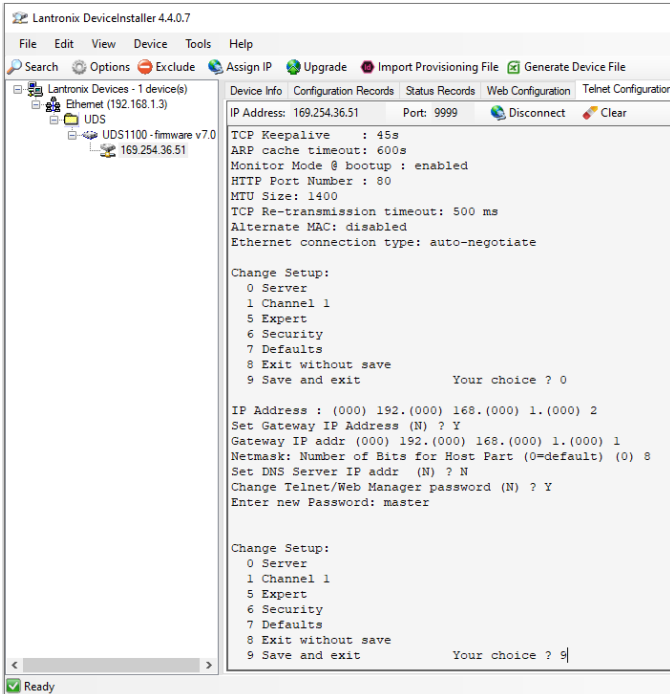 Lantronix DeviceInstaller 4.4.0.7
File Edit View Device Tools Help
Search Options Exclude Assign IP Upgrade Import Provisioning File Generate Device File
Lantronix Devices - 1 device(s)
Ethernet (192.168.1.3)
UDS
UDS1100 - firmware v7.0
169.254.36.51
Device Info Configuration Records Status Records Web Configuration Telnet Configuration
IP Address: 169.254.36.51 Port: 9999 Disconnect Clear
TCP Keepalive : 45s
ARP cache timeout: 600s
Monitor Mode @ bootup : enabled
HTTP Port Number : 80
MTU Size: 1400
TCP Re-transmission timeout: 500 ms
Alternate MAC: disabled
Ethernet connection type: auto-negotiate
Change Setup:
0 Server
1 Channel 1
5 Expert
6 Security
7 Defaults
8 Exit without save
9 Save and exit Your choice ? 0
IP Address : (000) 192.(000) 168.(000) 1.(000) 2
Set Gateway IP Address (N) ? Y
Gateway IP addr (000) 192.(000) 168.(000) 1.(000) 1
Netmask: Number of Bits for Host Part (0=default) (0) 8
Set DNS Server IP addr (N) ? N
Change Telnet/Web Manager password (N) ? Y
Enter new Password: master
Change Setup:
0 Server
1 Channel 1
5 Expert
6 Security
7 Defaults
8 Exit without save
9 Save and exit Your choice ? 9
Ready